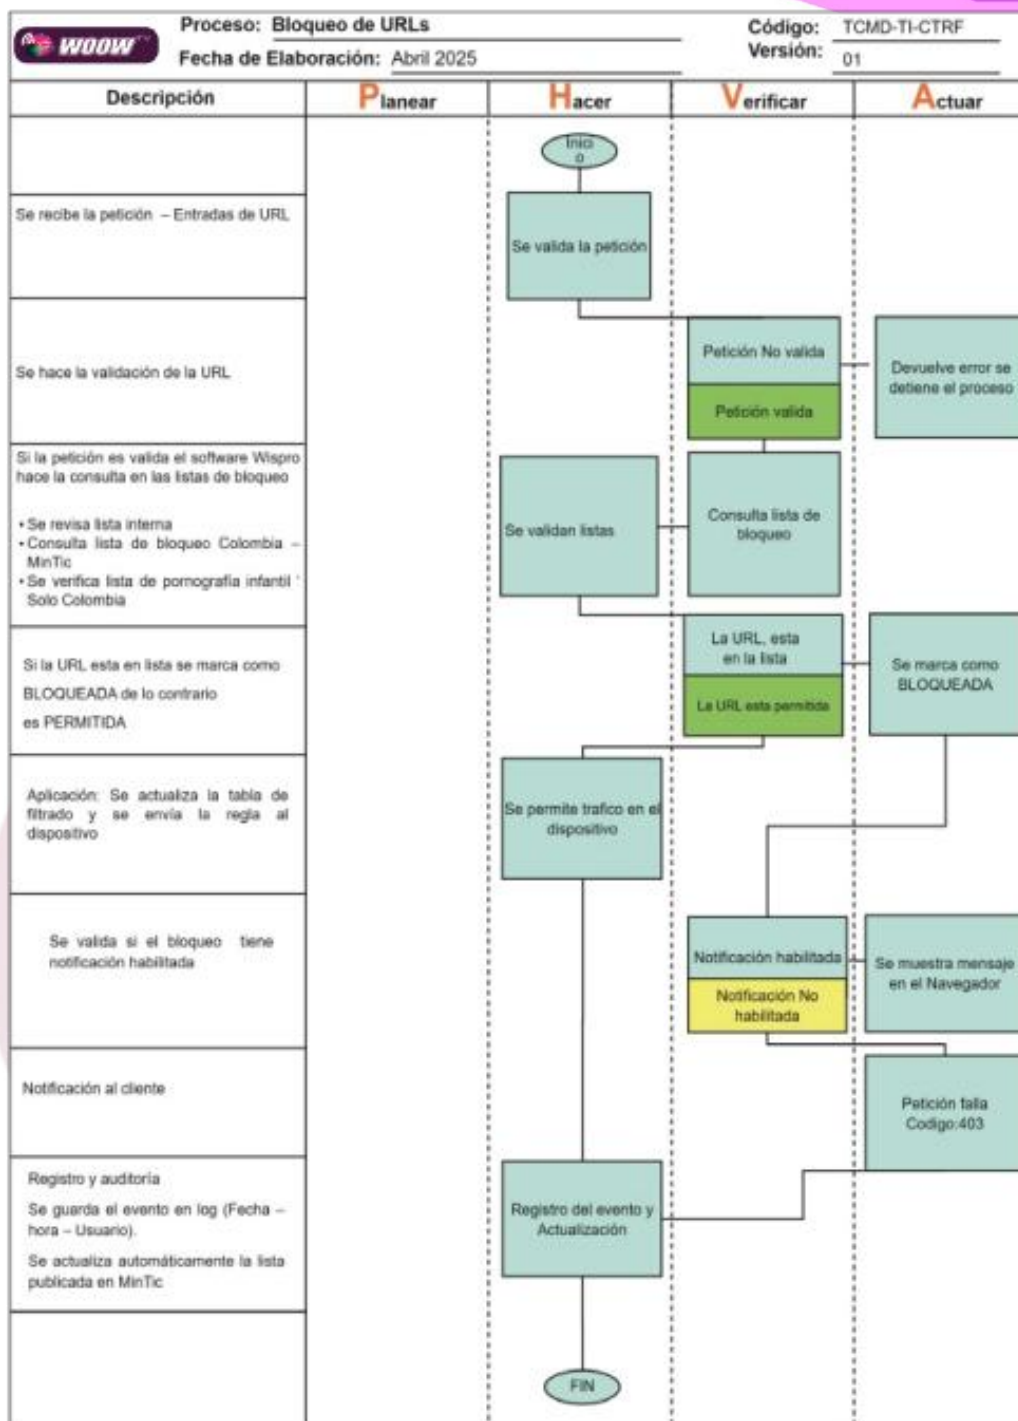 WOOW
Proceso: Bloqueo de URLs
Código: TCMD-TI-CTRF
Fecha de Elaboración: Abril 2025
Versión: 01
Descripción
Planear
Hacer
Verificar
Actuar
Inici
o
Se recibe la petición – Entradas de URL
Se valida la petición
Se hace la validación de la URL
Petición No valida
Petición valida
Devuelve error se
detiene el proceso
Si la petición es valida el software Wispro
hace la consulta en las listas de bloqueo
• Se revisa lista interna
• Consulta lista de bloqueo Colombia –
MinTic
• Se verifica lista de pornografía infantil '
Solo Colombia
Se validan listas
Consulta lista de
bloqueo
Si la URL esta en lista se marca como
BLOQUEADA de lo contrario
es PERMITIDA
La URL, esta
en la lista
La URL esta permitida
Se marca como
BLOQUEADA
Aplicación: Se actualiza la tabla de
filtrado y se envía la regla al
dispositivo
Se permite trafico en el
dispositivo
Se valida si el bloqueo tiene
notificación habilitada
Notificación habilitada
Notificación No
habilitada
Se muestra mensaje
en el Navegador
Notificación al cliente
Petición falla
Codigo:403
Registro y auditoría
Se guarda el evento en log (Fecha –
hora – Usuario).
Se actualiza automáticamente la lista
publicada en MinTic
Registro del evento y
Actualización
FIN